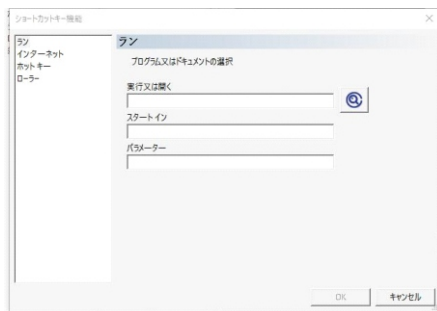 ショートカットキー機能
ラン
インターネット
ホットキー
ローラー
ラン
プログラム又はドキュメントの選択
実行又は開く
スタートイン
パラメーター
OK
キャンセル